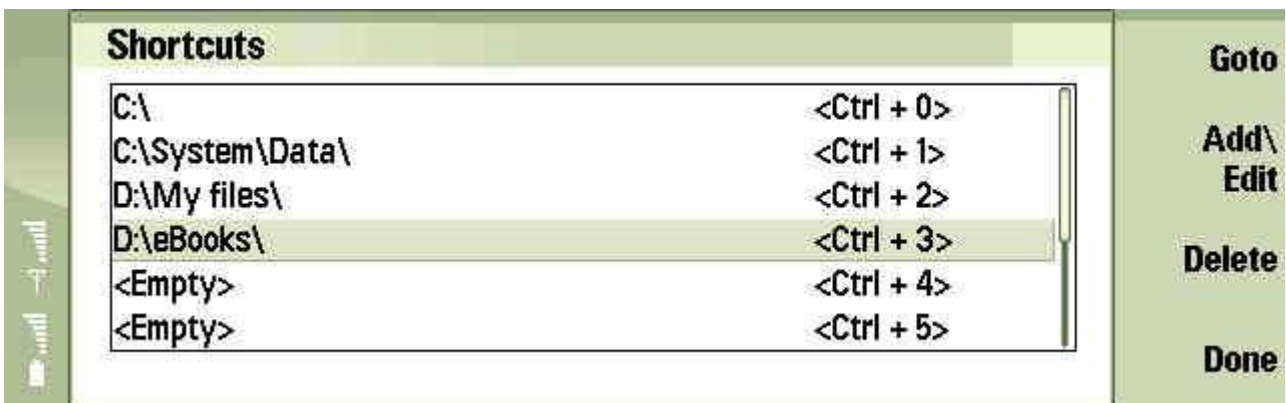 Shortcuts
C:\ <Ctrl + 0>
C:\System\Data\ <Ctrl + 1>
D:\My files\ <Ctrl + 2>
D:\eBooks\ <Ctrl + 3>
<Empty> <Ctrl + 4>
<Empty> <Ctrl + 5>
Goto
Add\
Edit
Delete
Done